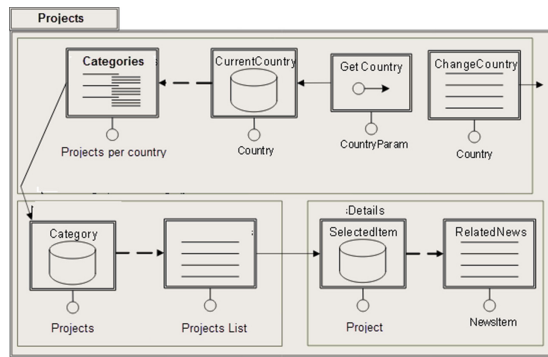 Projects
Categories :
CurrentCountry
Get Country
ChangeCountry
Projects per country
Country
CountryParam
Country
:Details
Category
:
SelectedItem
RelatedNews
Projects
Projects List
Project
NewsItem